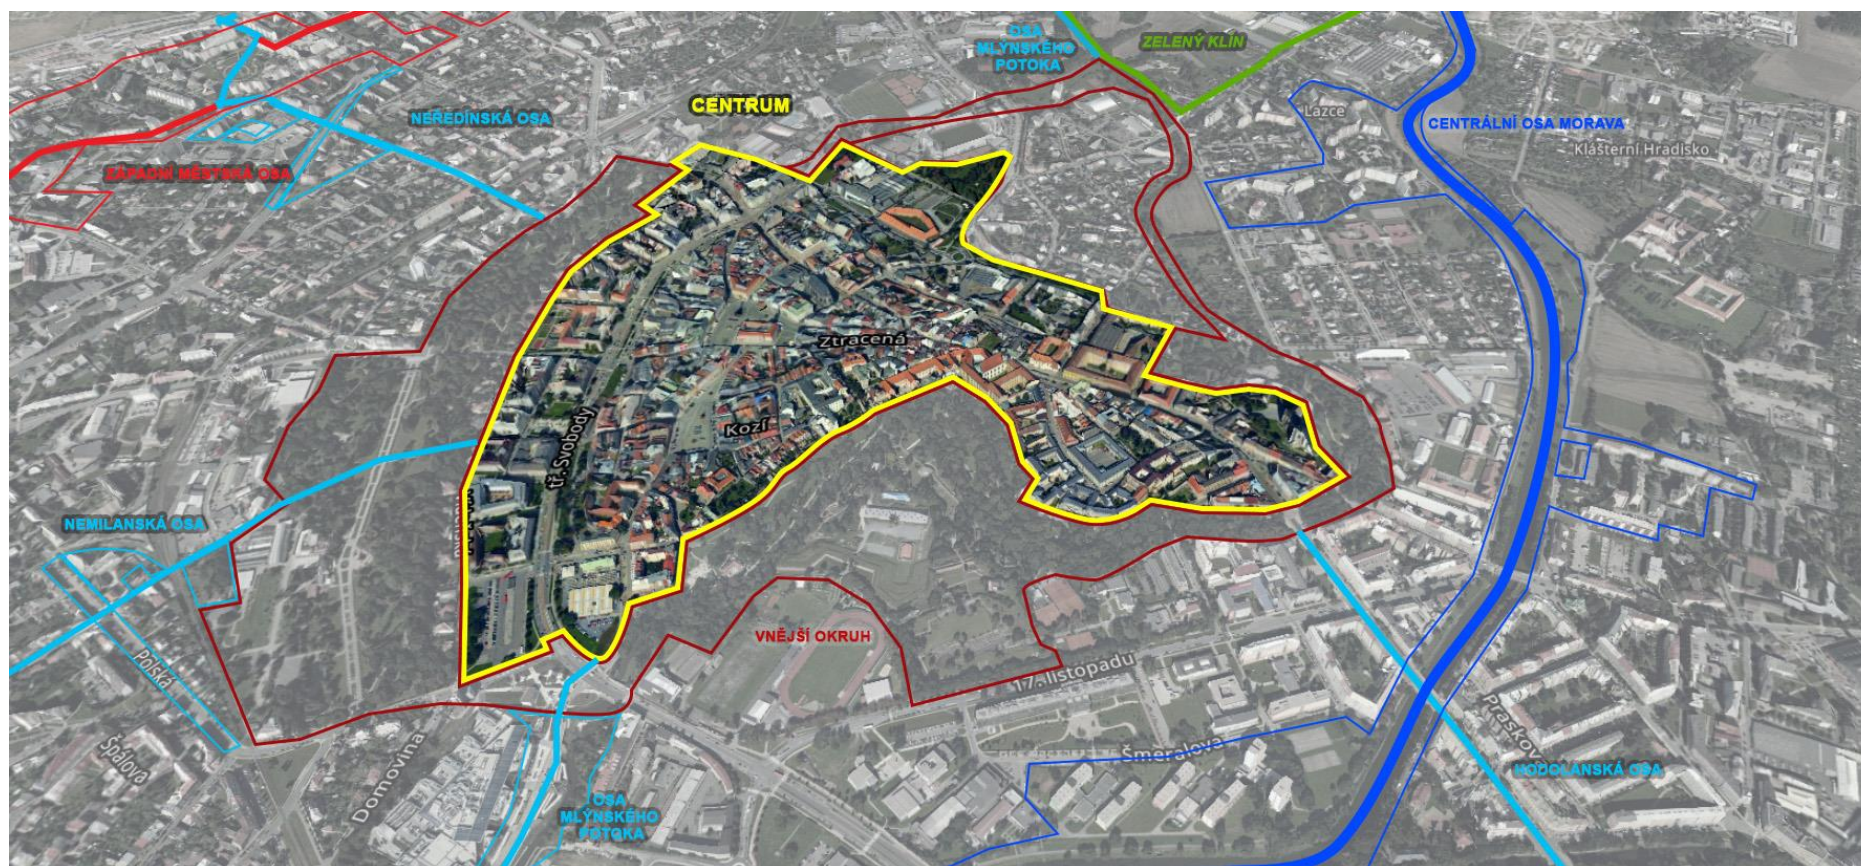 OSA
MLÝNSKÉHO
POTOKA
ZELENÝ KLÍN
CENTRUM
NEŘEDÍNSKÁ OSA
Lazce
CENTRÁLNÍ OSA MORAVA
Klášterní Hradisko
ZÁPADNÍ MĚSTSKÁ OSA
Ztracená
Kozí
tř. Svobody
NEMILANSKÁ OSA
VNĚJŠÍ OKRUH
Polská
17. listopadu
Špálova
Domovina
Šmeralova
HODOLANSKÁ OSA
OSA
MLÝNSKÉHO
POTOKA